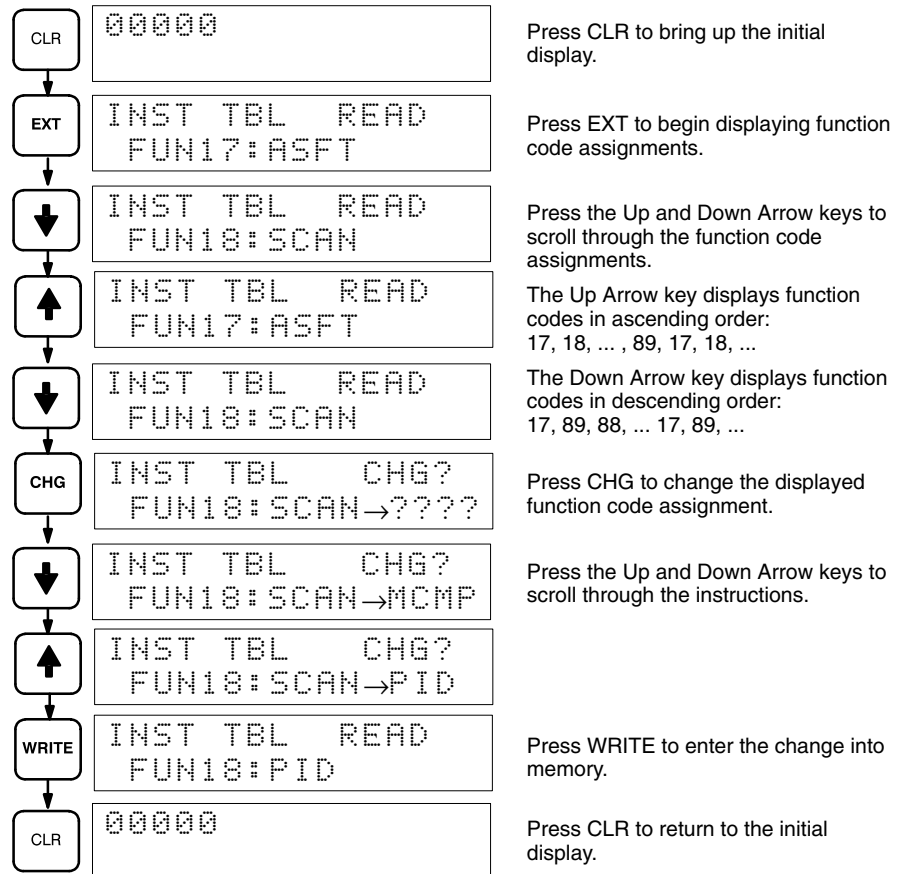 CLR
00000
Press CLR to bring up the initial
display.
EXT
INST TBL READ
FUN17:ASFT
Press EXT to begin displaying function
code assignments.
INST TBL READ
FUN18:SCAN
Press the Up and Down Arrow keys to
scroll through the function code
assignments.
INST TBL READ
FUN17:ASFT
The Up Arrow key displays function
codes in ascending order:
17, 18, ... , 89, 17, 18, ...
INST TBL READ
FUN18:SCAN
The Down Arrow key displays function
codes in descending order:
17, 89, 88, ... 17, 89, ...
CHG
INST TBL CHG?
FUN18:SCAN→????
Press CHG to change the displayed
function code assignment.
INST TBL CHG?
FUN18:SCAN→MCMP
Press the Up and Down Arrow keys to
scroll through the instructions.
INST TBL CHG?
FUN18:SCAN→PID
WRITE
INST TBL READ
FUN18:PID
Press WRITE to enter the change into
memory.
CLR
00000
Press CLR to return to the initial
display.